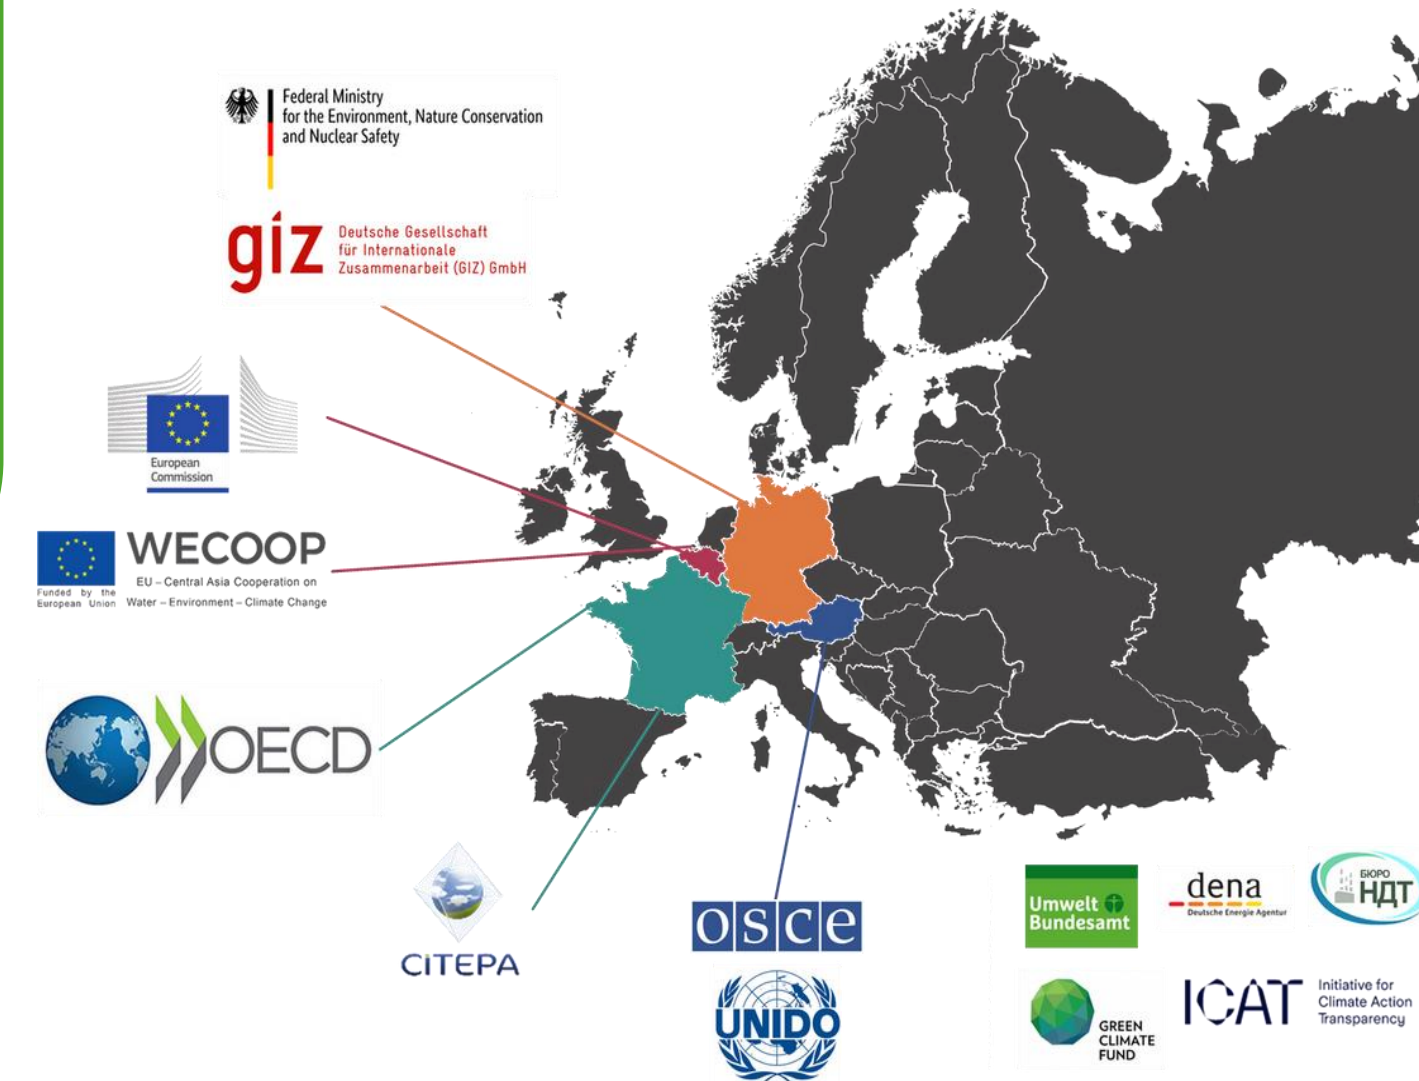 Federal Ministry
for the Environment, Nature Conservation
and Nuclear Safety
giz
Deutsche Gesellschaft
für Internationale
Zusammenarbeit (GIZ) GmbH
European
Commission
WECOOP
EU – Central Asia Cooperation on
Water – Environment – Climate Change
Funded by the
European Union
OECD
CiTEPA
osce
UNIDO
Umwelt
Bundesamt
dena
Deutsche Energie Agentur
БЮРО
НДТ
GREEN
CLIMATE
FUND
ICAT
Initiative for
Climate Action
Transparency